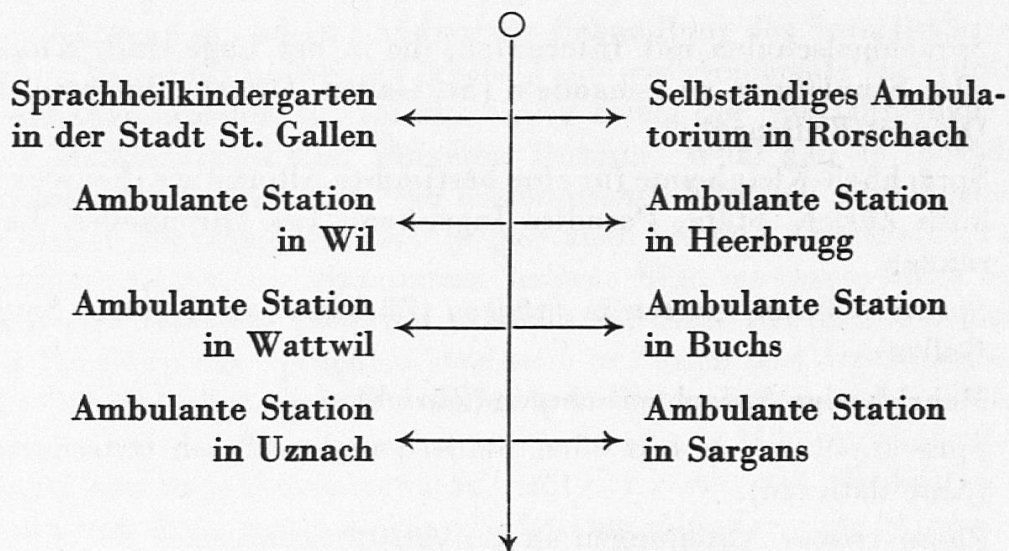 Sprachheilkindergarten
in der Stadt St. Gallen
Selbständiges Ambula-
torium in Rorschach
Ambulante Station
in Wil
Ambulante Station
in Heerbrugg
Ambulante Station
in Wattwil
Ambulante Station
in Buchs
Ambulante Station
in Uznach
Ambulante Station
in Sargans